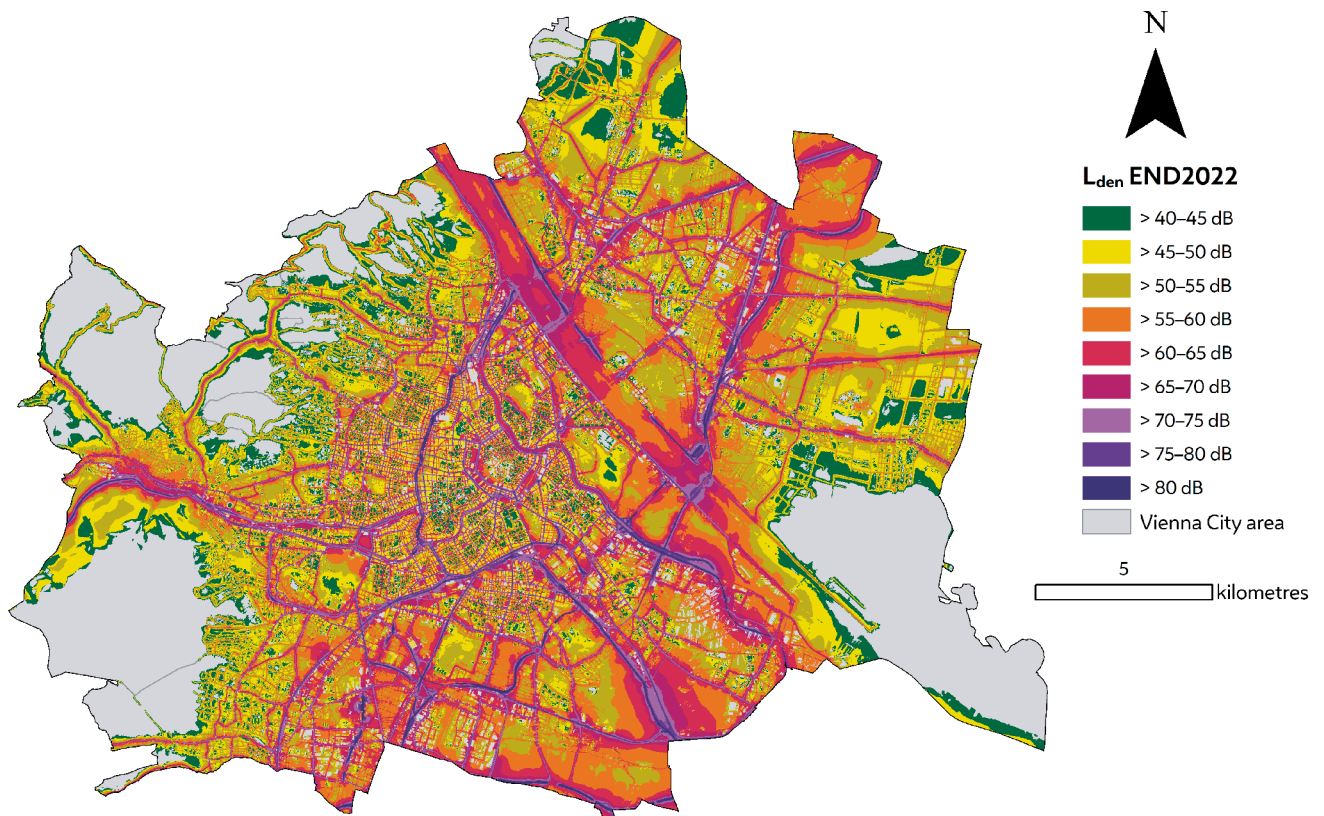 N
Lden END2022
> 40–45 dB
> 45–50 dB
> 50–55 dB
> 55–60 dB
> 60–65 dB
> 65–70 dB
> 70–75 dB
> 75–80 dB
> 80 dB
Vienna City area
5
kilometres